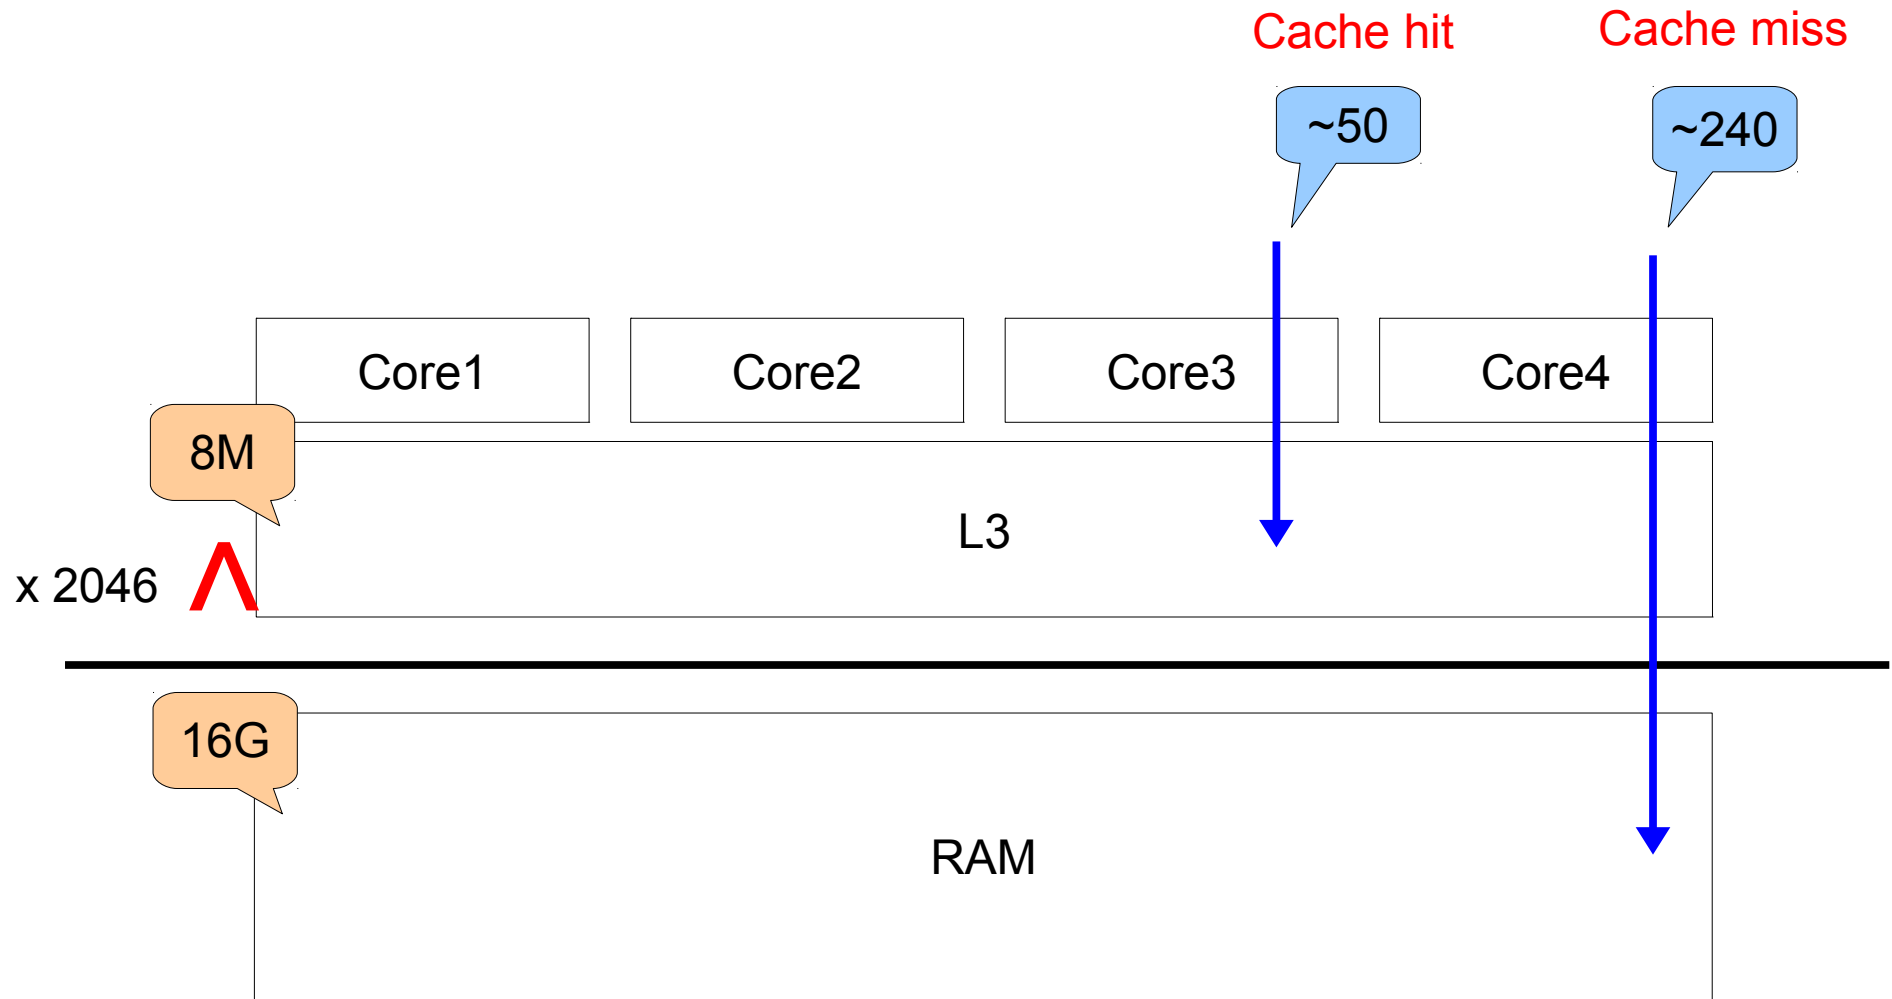 Cache hit
Cache miss
~50
~240
Core1
Core2
Core3
Core4
8M
L3
x 2046
16G
RAM